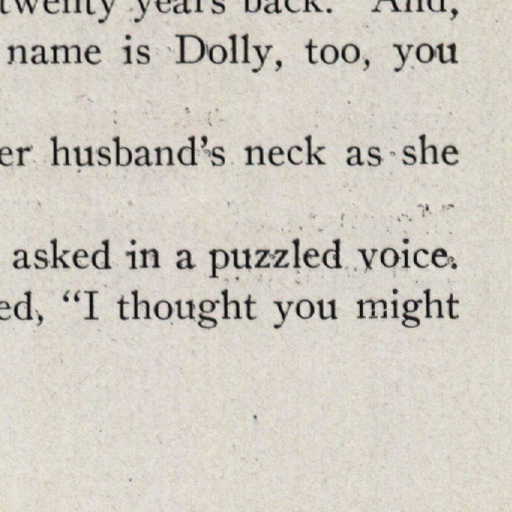 twenty years back. And,
name is Dolly, too, you
er husband's neck as she
asked in a puzzled voice.
ed, “I thought you might